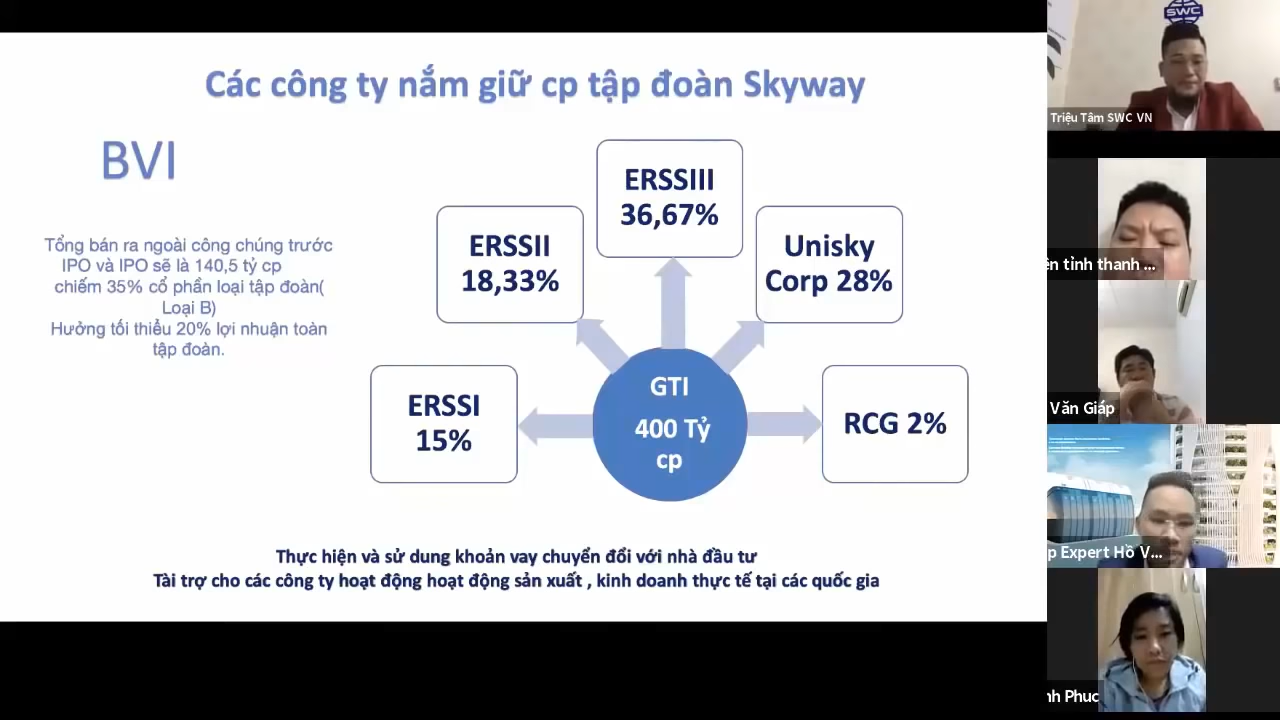 Các công ty nắm giữ cp tập đoàn Skyway
BVI
Tổng bán ra ngoài công chúng trước
IPO và IPO sẽ là 140,5 tỷ cp
chiếm 35% cổ phần loại tập đoàn(
Loại B)
Hưởng tối thiểu 20% lợi nhuận toàn
tập đoàn.
ERSSI
15%
ERSSII
18,33%
ERSSIII
36,67%
Unisky
Corp 28%
RCG 2%
GTI
400 Tỷ
cp
Thực hiện và sử dung khoản vay chuyển đổi với nhà đầu tư
Tài trợ cho các công ty hoạt động hoạt động sản xuất , kinh doanh thực tế tại các quốc gia
SWC
Triệu Tâm SWC VN
ên tỉnh thanh ...
Văn Giáp
p Expert Hồ V...
nh Phuc